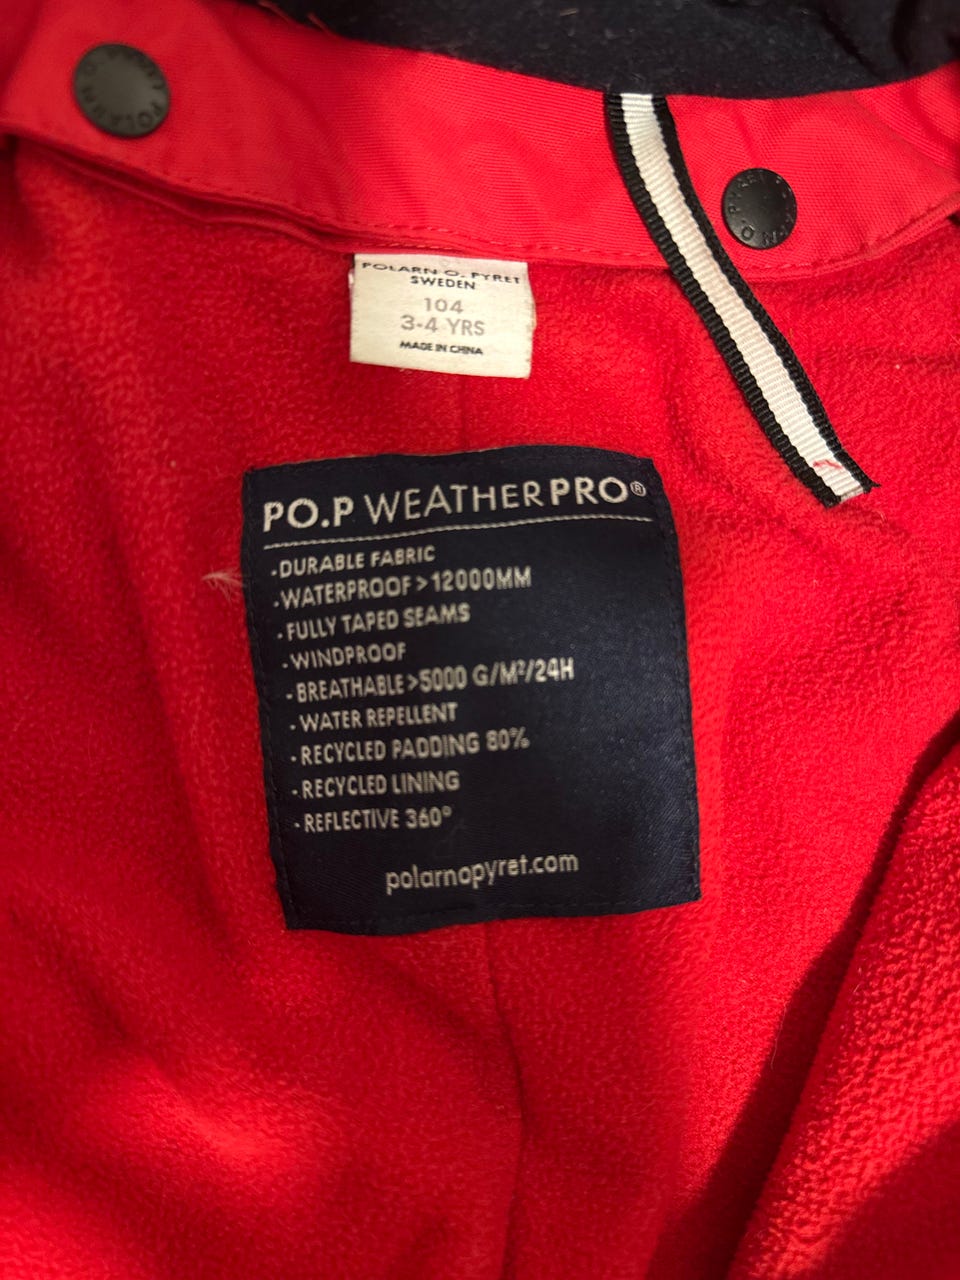 POLARN O. PYRET
SWEDEN
104
3-4 YRS
MADE IN CHINA
PO.P WEATHERPRO®
·DURABLE FABRIC
·WATERPROOF>12000MM
·FULLY TAPED SEAMS
·WINDPROOF
·BREATHABLE>5000 G/M²/24H
·WATER REPELLENT
·RECYCLED PADDING 80%
·RECYCLED LINING
·REFLECTIVE 360°
polarnopyret.com